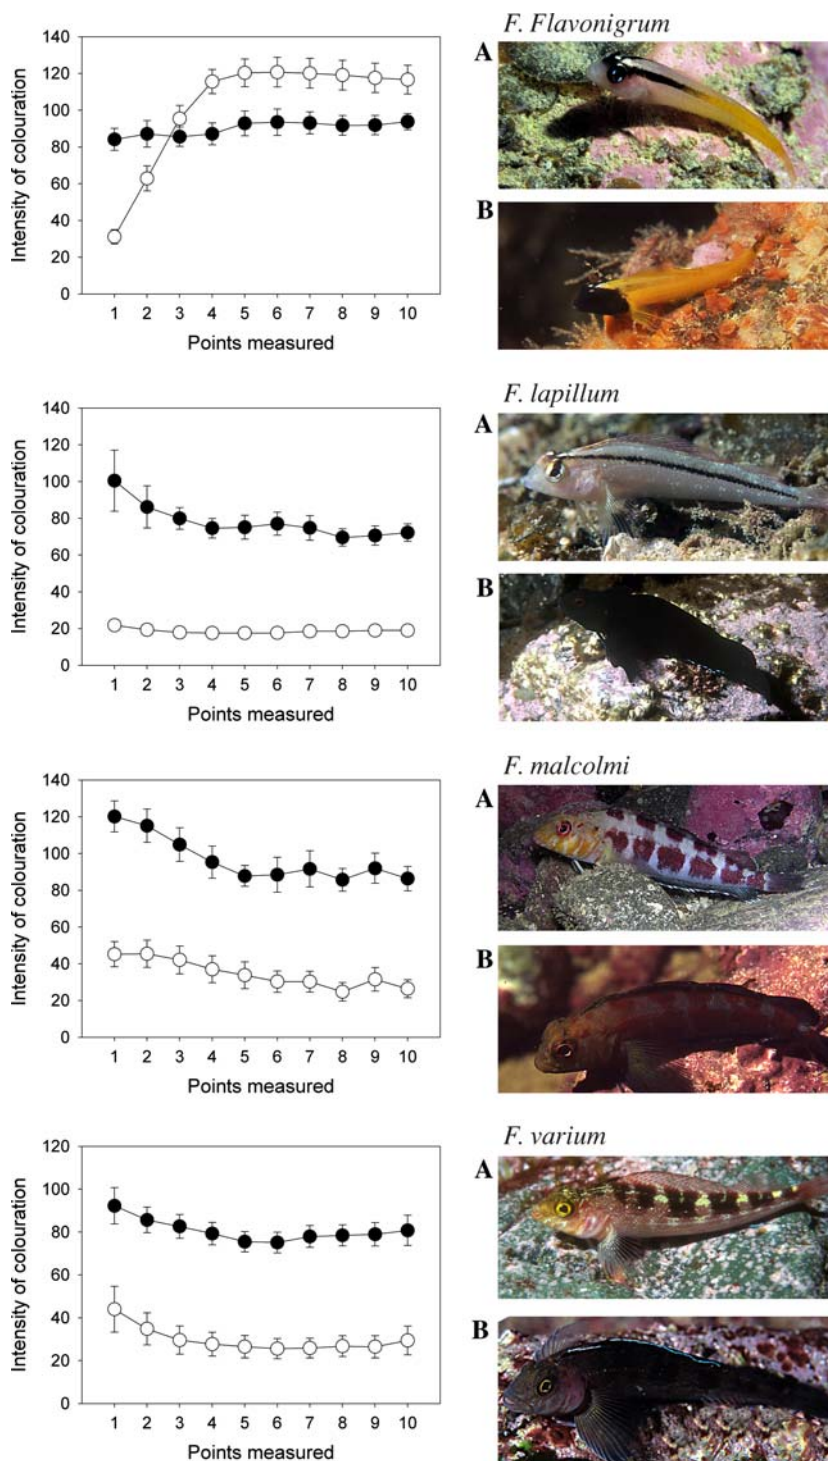 F. Flavonigrum
A
B
Intensity of colouration
140
120
100
80
60
40
20
0
1 2 3 4 5 6 7 8 9 10
Points measured
F. lapillum
A
B
Intensity of colouration
140
120
100
80
60
40
20
0
1 2 3 4 5 6 7 8 9 10
Points measured
F. malcolmi
A
B
Intensity of colouration
140
120
100
80
60
40
20
0
1 2 3 4 5 6 7 8 9 10
Points measured
F. varium
A
B
Intensity of colouration
120
100
80
60
40
20
0
1 2 3 4 5 6 7 8 9 10
Points measured